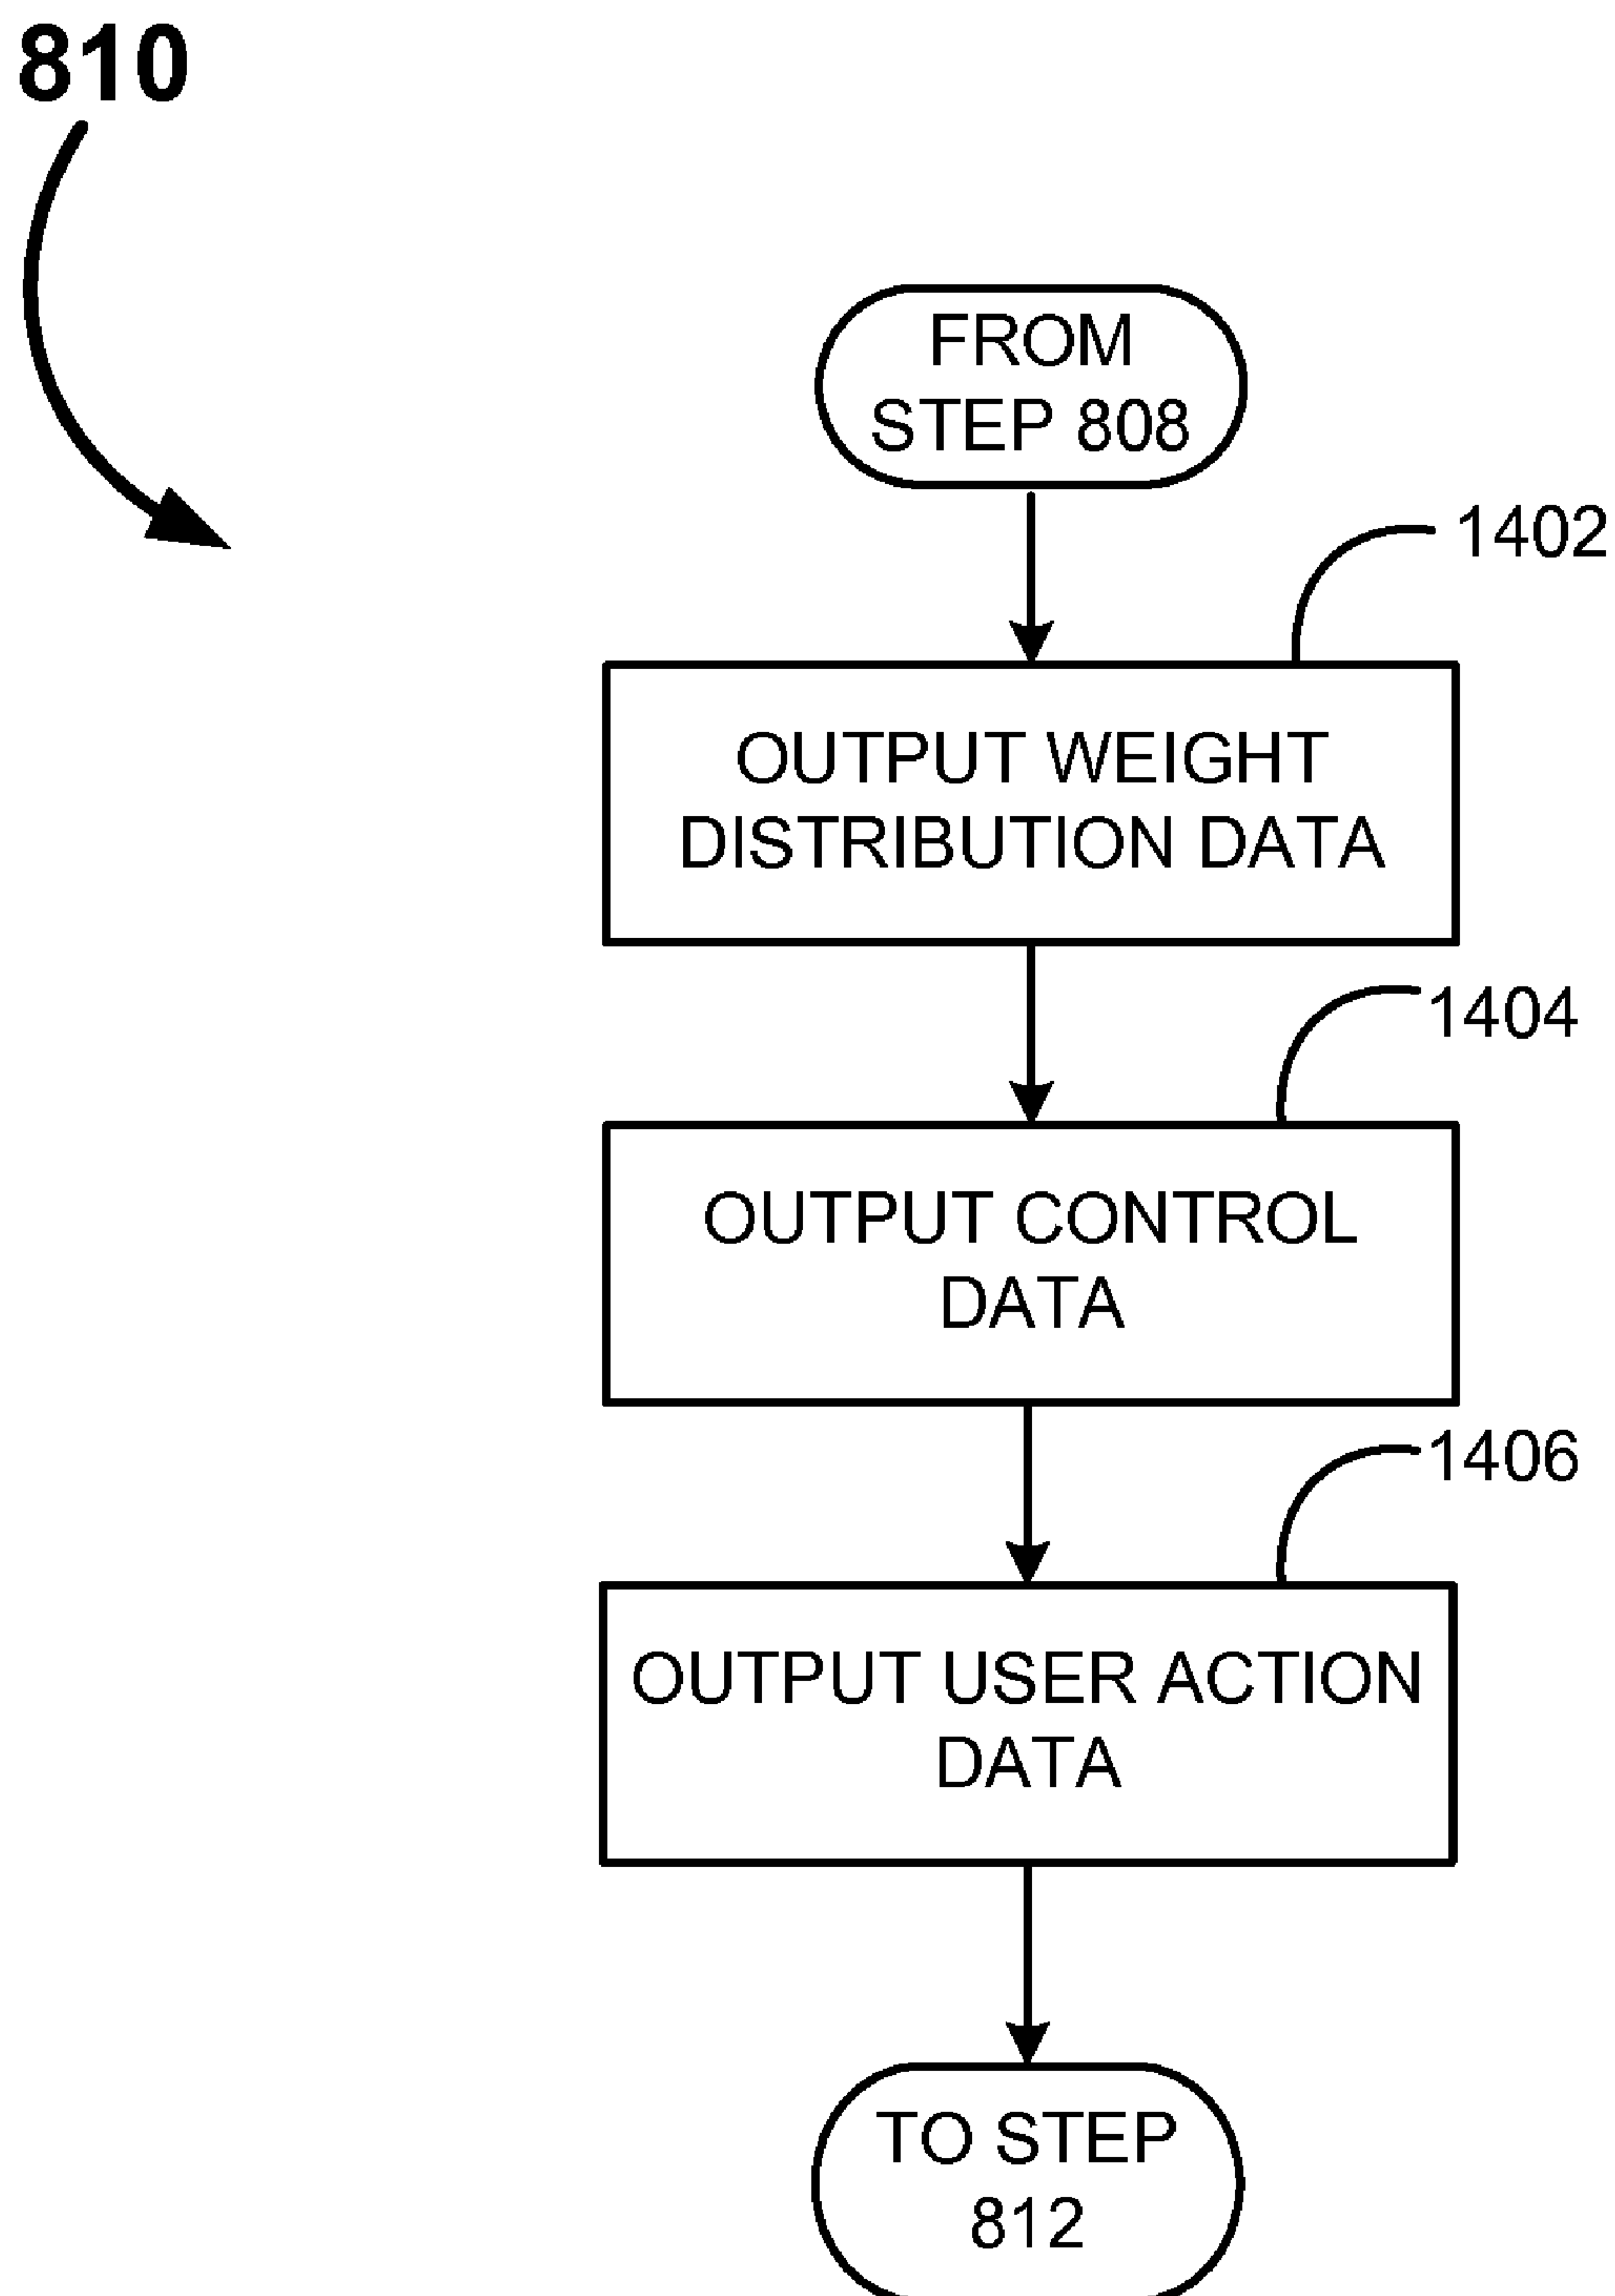 810
FROM
STEP 808
1402
OUTPUT WEIGHT
DISTRIBUTION DATA
1404
OUTPUT CONTROL
DATA
1406
OUTPUT USER ACTION
DATA
TO STEP
812